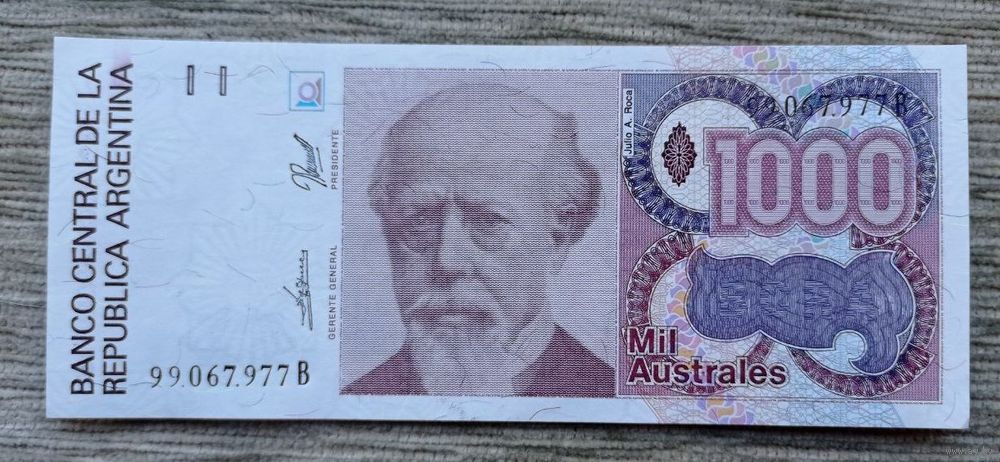 BANCO CENTRAL DE LA
REPUBLICA ARGENTINA
99.067.977 B
GERENTE GENERAL
PRESIDENTE
Julio A. Roca
99.067.977 B
1000
Mil
Australes